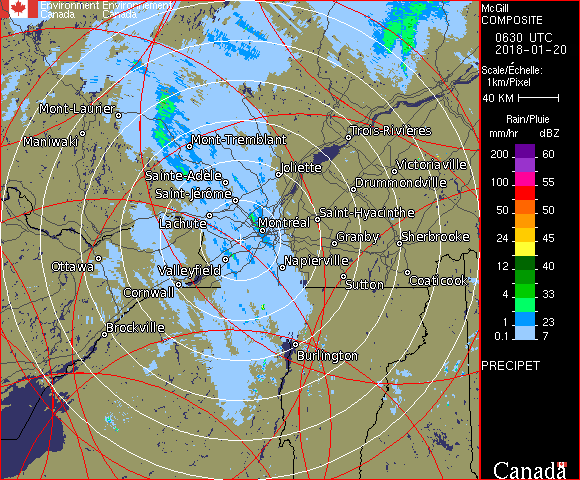 Environment Environnement
Canada Canada
McGill
COMPOSITE
0630 UTC
2018-01-20
Scale/Échelle:
1km/Pixel
40 KM
Rain/Pluie
mm/hr dBZ
200 60
55
100 55
50 50
24 45
12 40
4 33
1 23
0.1 7
PRECIPET
Canada
Mont-Laurier
Maniwaki
Mont-Tremblant
Trois-Rivières
Sainte-Adèle
Joliette
Victoriaville
Drummondville
Saint-Jérôme
Lachute
Montréal
Saint-Hyacinthe
Granby
Sherbrooke
Ottawa
Valleyfield
Napierville
Sutton
Coaticook
Cornwall
Brockville
Burlington